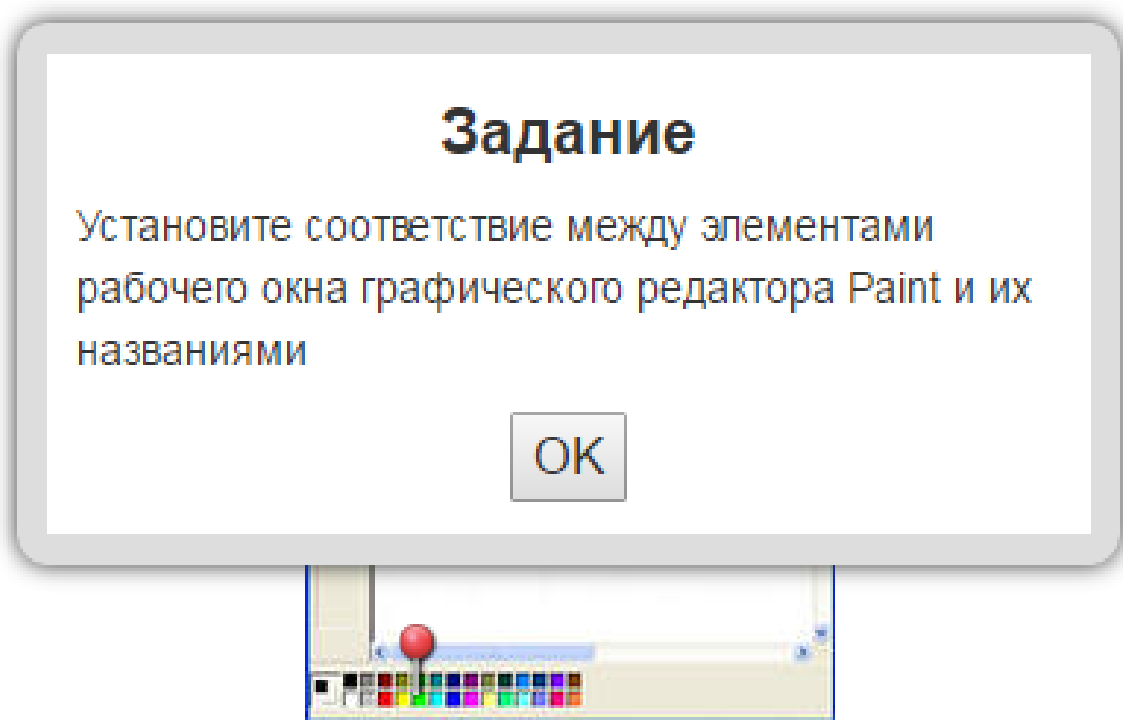 Задание
Установите соответствие между элементами
рабочего окна графического редактора Paint и их
названиями
OK